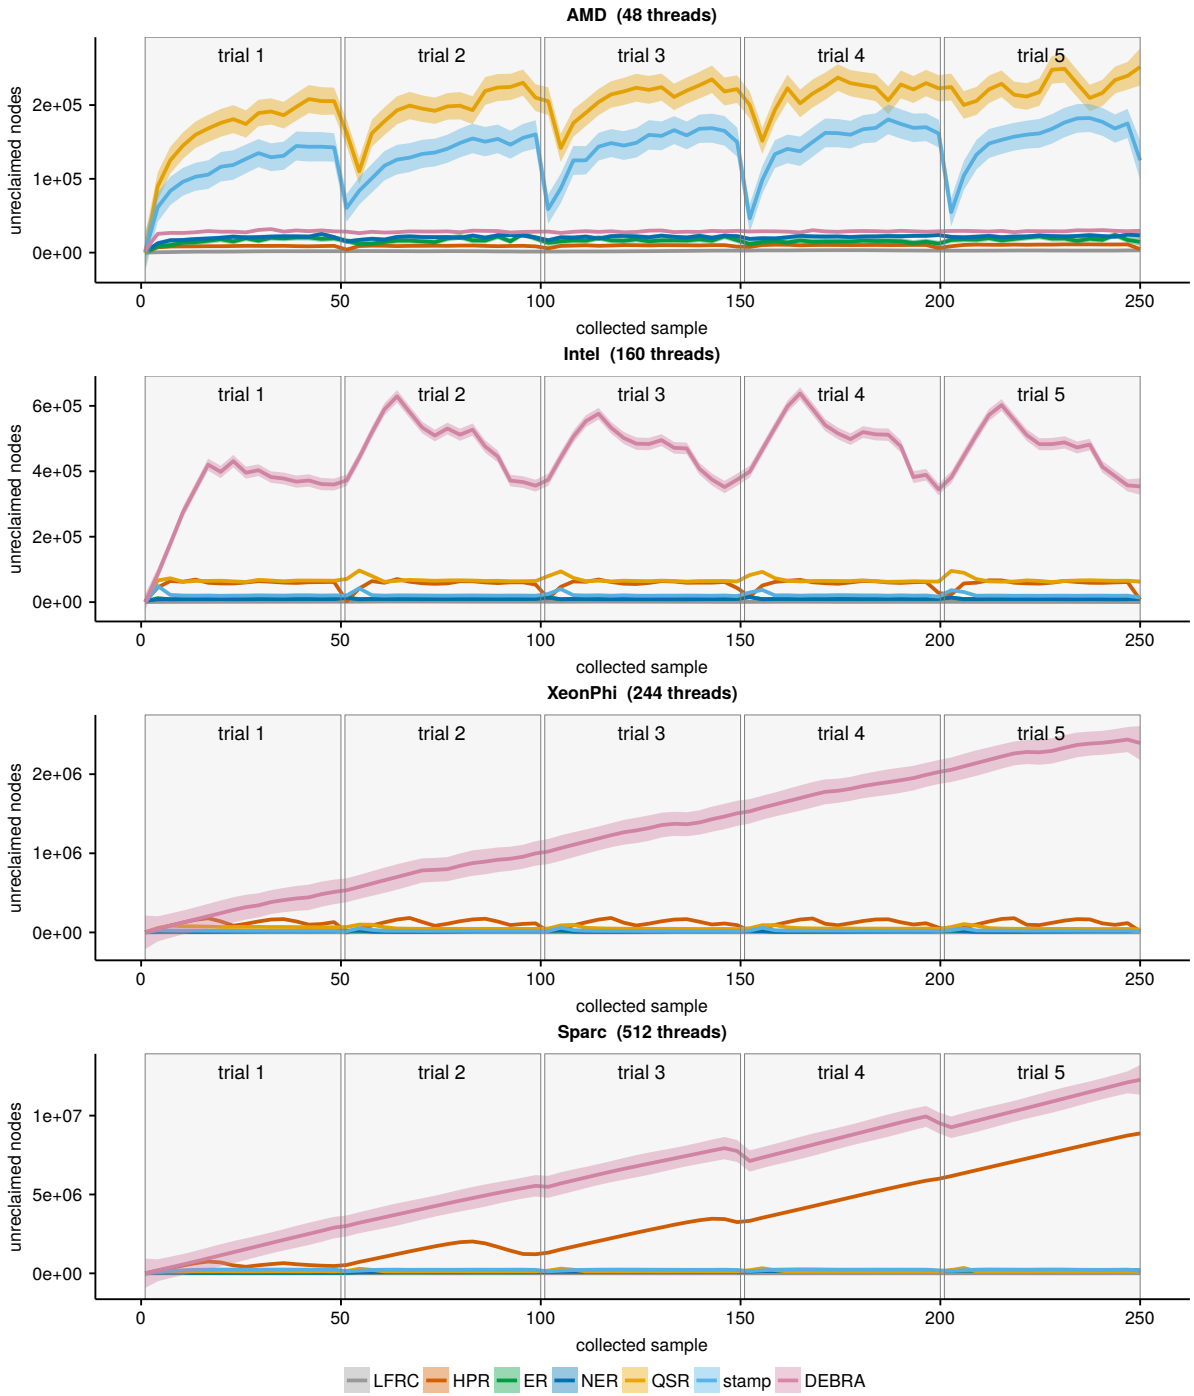 AMD (48 threads)
trial 1 trial 2 trial 3 trial 4 trial 5
unreclaimed nodes
2e+05
1e+05
0e+00
0 50 100 150 200 250
collected sample
Intel (160 threads)
trial 1 trial 2 trial 3 trial 4 trial 5
unreclaimed nodes
6e+05
4e+05
2e+05
0e+00
0 50 100 150 200 250
collected sample
XeonPhi (244 threads)
trial 1 trial 2 trial 3 trial 4 trial 5
unreclaimed nodes
2e+06
1e+06
0e+00
0 50 100 150 200 250
collected sample
Sparc (512 threads)
trial 1 trial 2 trial 3 trial 4 trial 5
unreclaimed nodes
1e+07
5e+06
0e+00
0 50 100 150 200 250
collected sample
LFRC HPR ER NER QSR stamp DEBRA